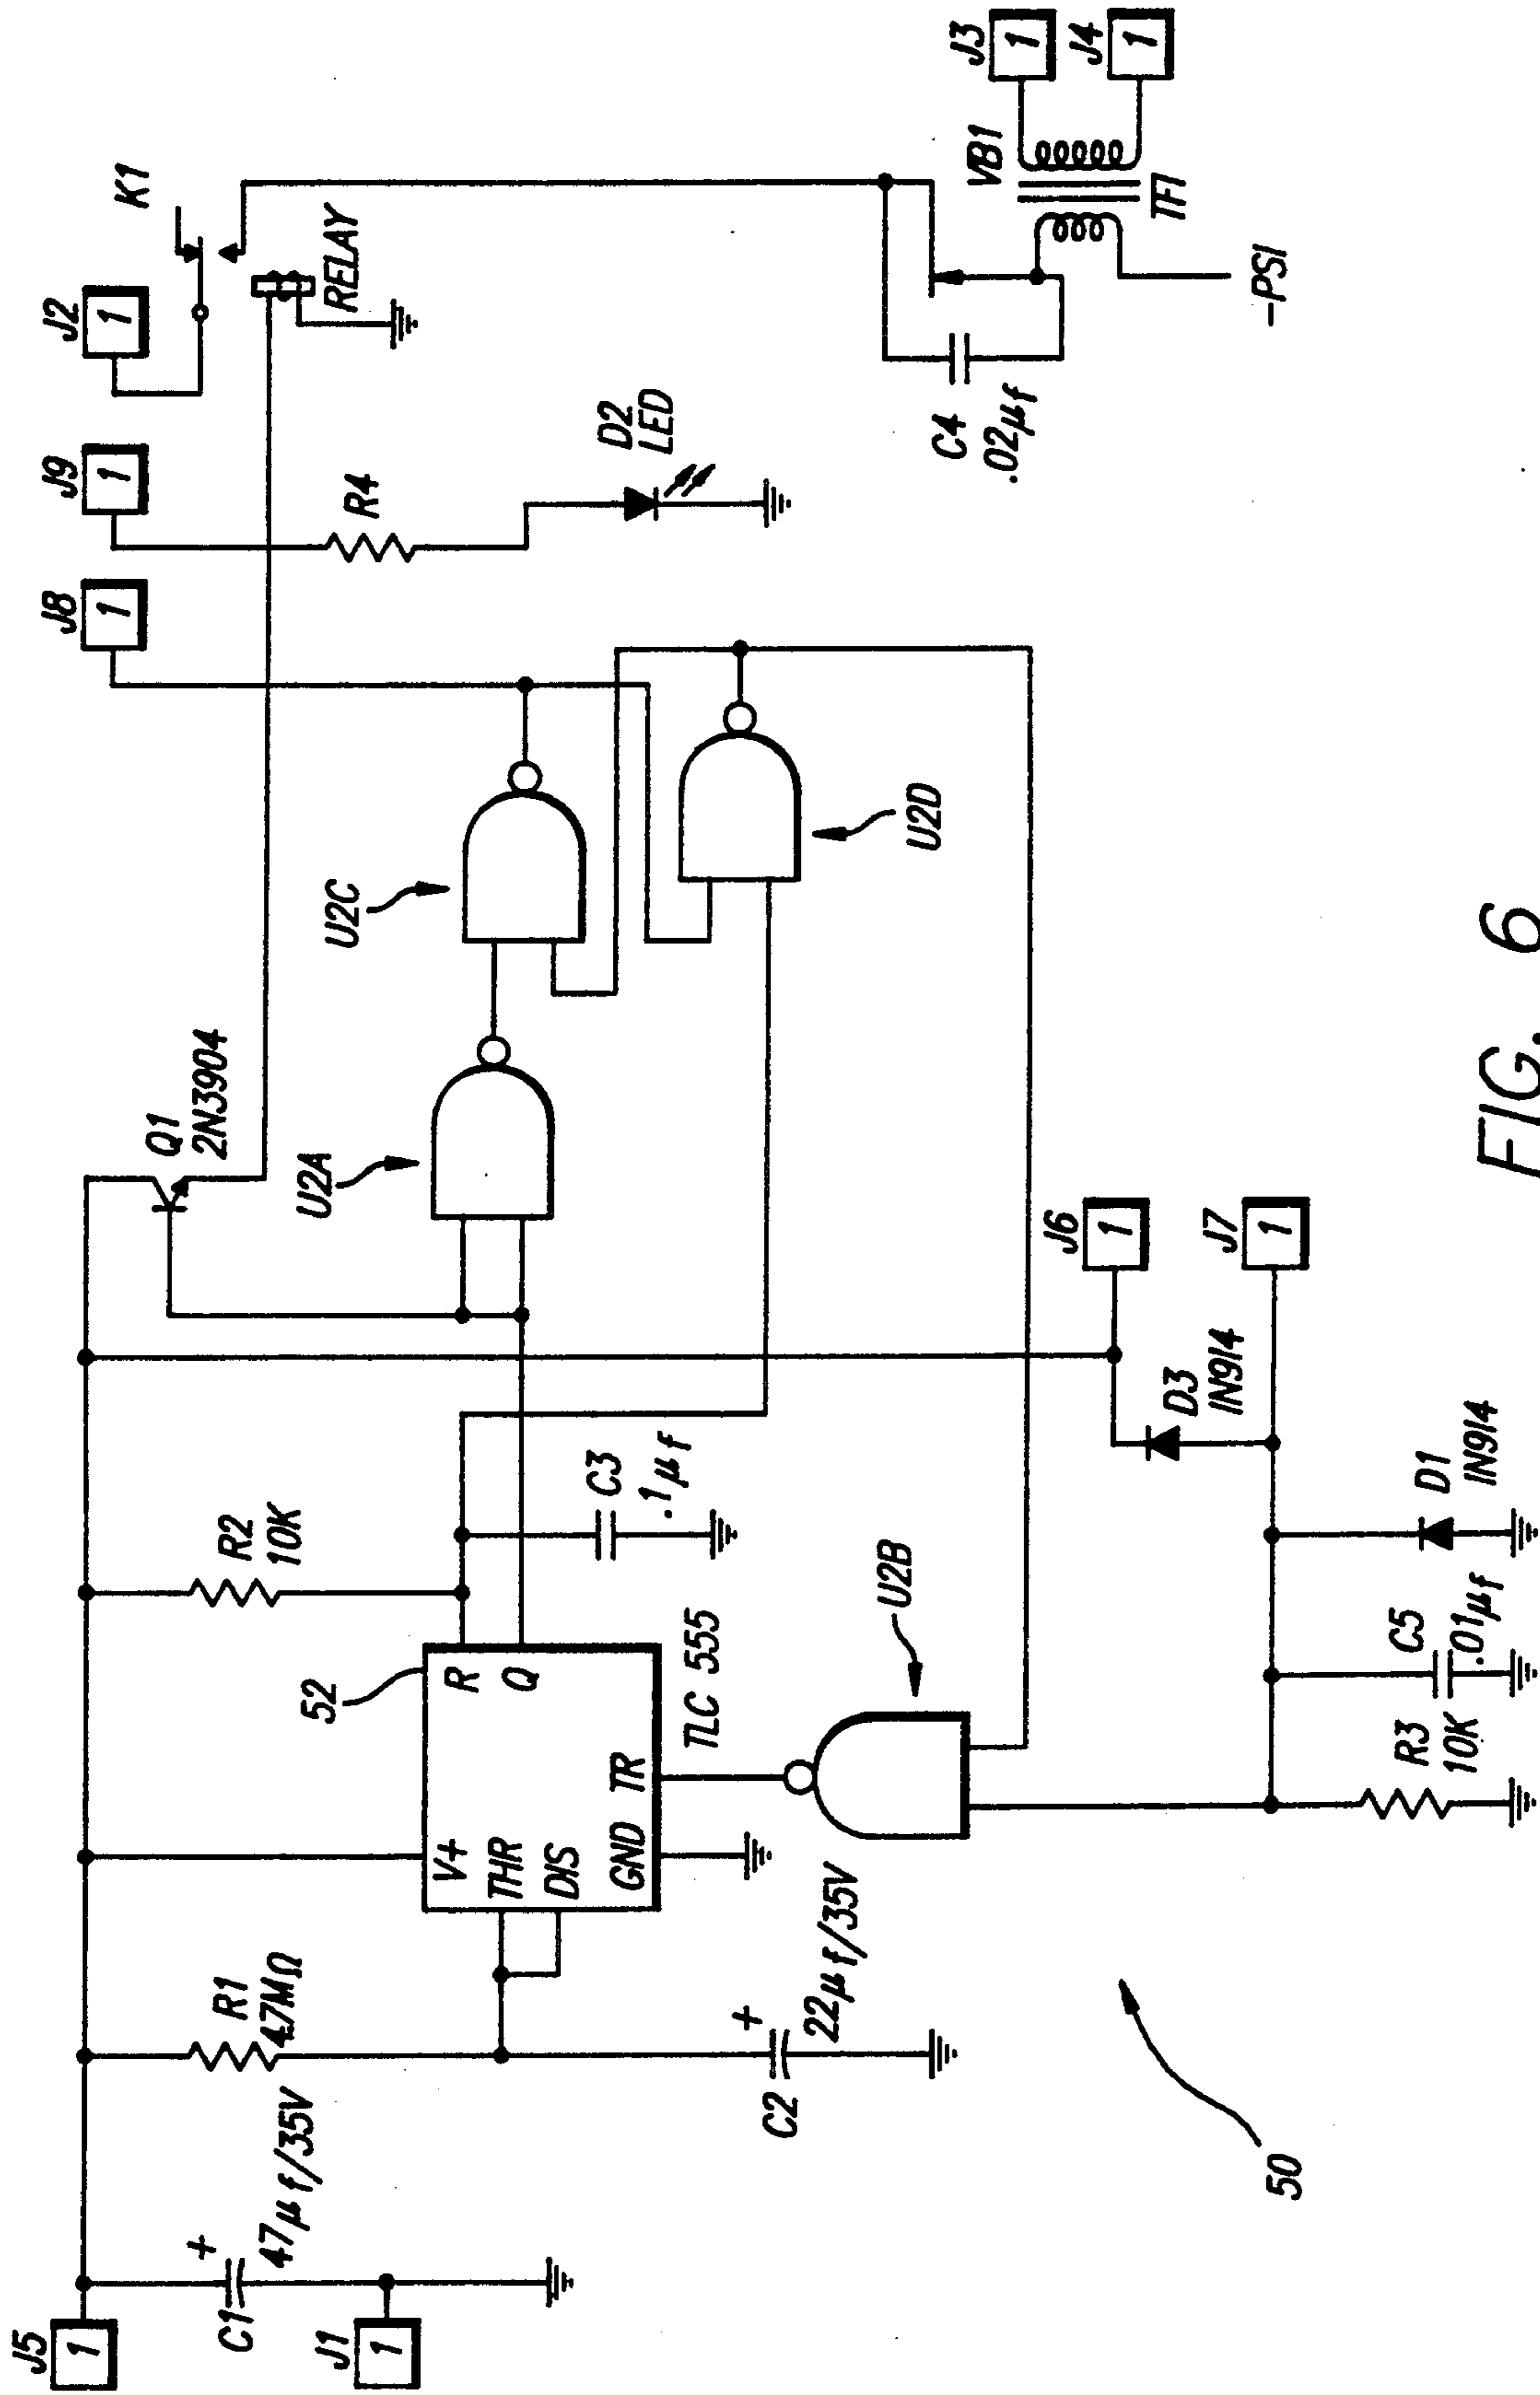 J5
1
C1
+
47μf/35V
J1
1
R1
47MΩ
C2
+
22μf/35V
V+
THR
DIS
GND
TR
R
Q
52
TLC 555
R2
10K
C3
.1μf
U2B
R3
10K
C5
.01μf
D1
IN914
D3
IN914
J6
1
J7
1
Q1
2N3904
U2A
U2C
U2D
J8
1
J9
1
R4
D2
LED
J2
1
K1
RELAY
C4
.02μf
VB1
TF1
-PSI
J3
1
J4
1
50
FIG. 6